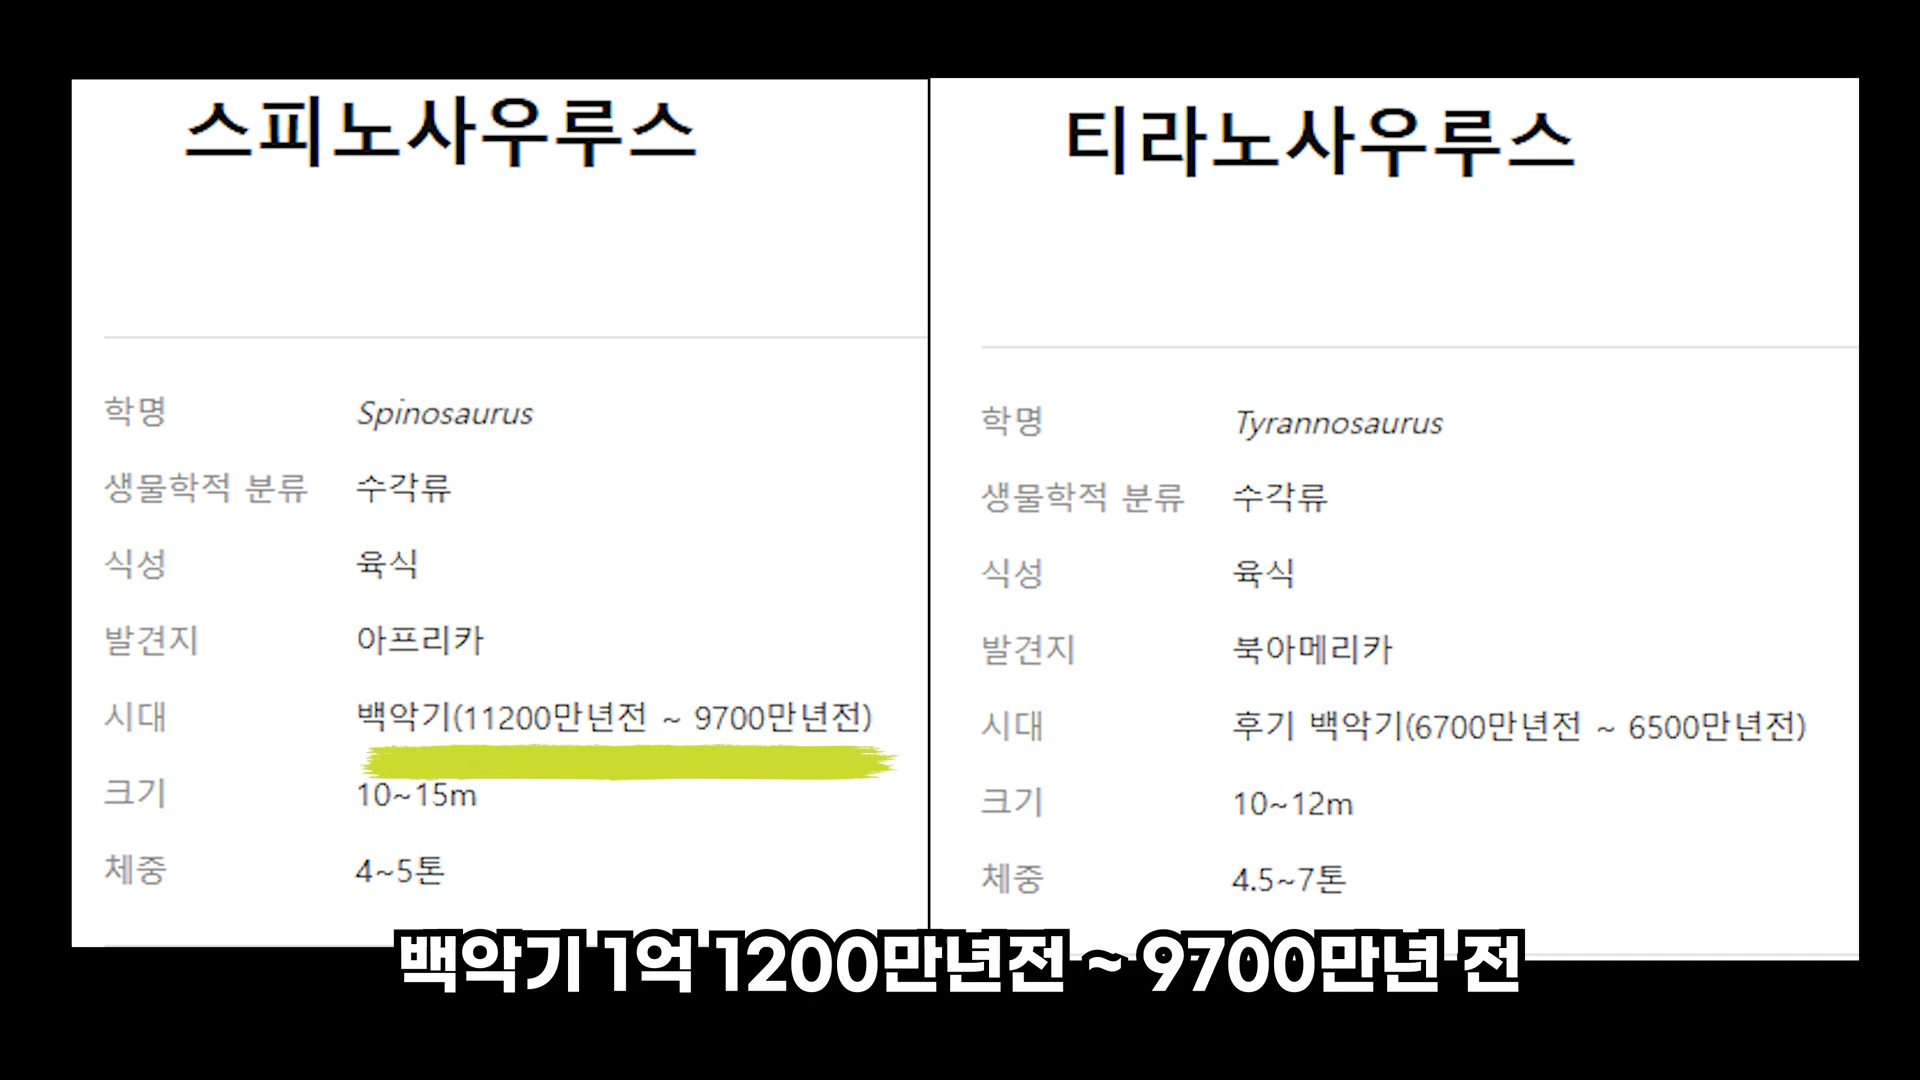 스피노사우루스
학명 Spinosaurus
생물학적 분류 수각류
식성 육식
발견지 아프리카
시대 백악기(11200만년전 ~ 9700만년전)
크기 10~15m
체중 4~5톤
티라노사우루스
학명 Tyrannosaurus
생물학적 분류 수각류
식성 육식
발견지 북아메리카
시대 후기 백악기(6700만년전 ~ 6500만년전)
크기 10~12m
체중 4.5~7톤
백악기 1억 1200만년전 ~ 9700만년 전